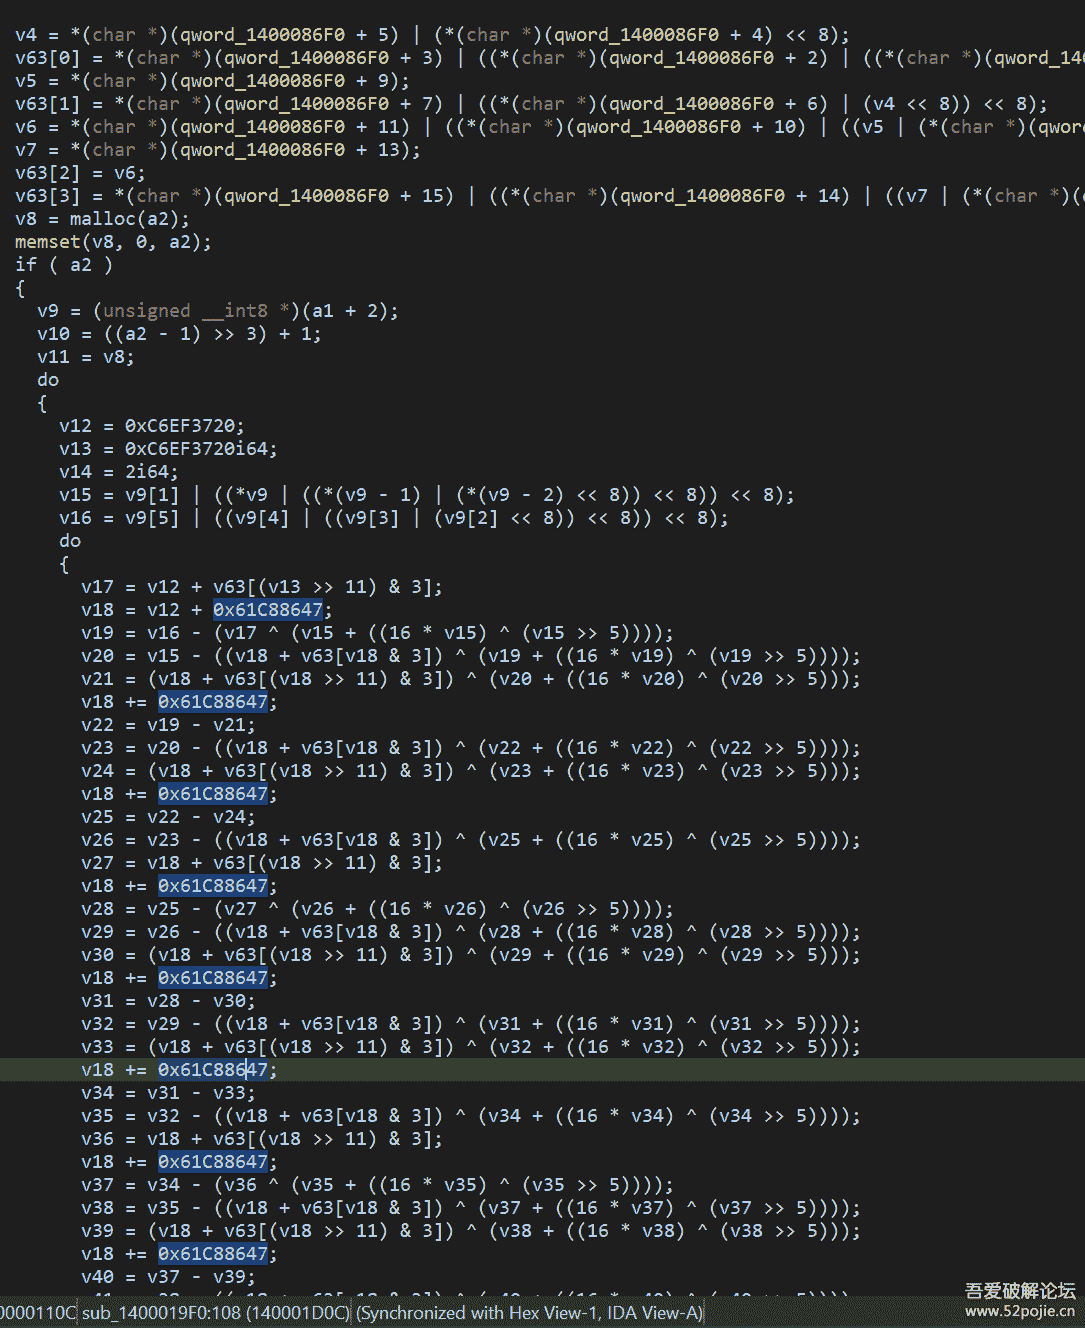 v4 = *(char *)(qword_1400086F0 + 5) | (*(char *)(qword_1400086F0 + 4) << 8);
v63[0] = *(char *)(qword_1400086F0 + 3) | ((*(char *)(qword_1400086F0 + 2) | ((*(char *)(qword_14
v5 = *(char *)(qword_1400086F0 + 9);
v63[1] = *(char *)(qword_1400086F0 + 7) | ((*(char *)(qword_1400086F0 + 6) | (v4 << 8)) << 8);
v6 = *(char *)(qword_1400086F0 + 11) | ((*(char *)(qword_1400086F0 + 10) | ((v5 | (*(char *)(qwor
v7 = *(char *)(qword_1400086F0 + 13);
v63[2] = v6;
v63[3] = *(char *)(qword_1400086F0 + 15) | ((*(char *)(qword_1400086F0 + 14) | ((v7 | (*(char *)(
v8 = malloc(a2);
memset(v8, 0, a2);
if ( a2 )
{
v9 = (unsigned __int8 *)(a1 + 2);
v10 = ((a2 - 1) >> 3) + 1;
v11 = v8;
do
{
v12 = 0xC6EF3720;
v13 = 0xC6EF3720i64;
v14 = 2i64;
v15 = v9[1] | ((*v9 | ((*(v9 - 1) | (*(v9 - 2) << 8)) << 8)) << 8);
v16 = v9[5] | ((v9[4] | ((v9[3] | (v9[2] << 8)) << 8)) << 8);
do
{
v17 = v12 + v63[(v13 >> 11) & 3];
v18 = v12 + 0x61C88647;
v19 = v16 - (v17 ^ (v15 + ((16 * v15) ^ (v15 >> 5))));
v20 = v15 - ((v18 + v63[v18 & 3]) ^ (v19 + ((16 * v19) ^ (v19 >> 5))));
v21 = (v18 + v63[(v18 >> 11) & 3]) ^ (v20 + ((16 * v20) ^ (v20 >> 5)));
v18 += 0x61C88647;
v22 = v19 - v21;
v23 = v20 - ((v18 + v63[v18 & 3]) ^ (v22 + ((16 * v22) ^ (v22 >> 5))));
v24 = (v18 + v63[(v18 >> 11) & 3]) ^ (v23 + ((16 * v23) ^ (v23 >> 5)));
v18 += 0x61C88647;
v25 = v22 - v24;
v26 = v23 - ((v18 + v63[v18 & 3]) ^ (v25 + ((16 * v25) ^ (v25 >> 5))));
v27 = v18 + v63[(v18 >> 11) & 3];
v18 += 0x61C88647;
v28 = v25 - (v27 ^ (v26 + ((16 * v26) ^ (v26 >> 5))));
v29 = v26 - ((v18 + v63[v18 & 3]) ^ (v28 + ((16 * v28) ^ (v28 >> 5))));
v30 = (v18 + v63[(v18 >> 11) & 3]) ^ (v29 + ((16 * v29) ^ (v29 >> 5)));
v18 += 0x61C88647;
v31 = v28 - v30;
v32 = v29 - ((v18 + v63[v18 & 3]) ^ (v31 + ((16 * v31) ^ (v31 >> 5))));
v33 = (v18 + v63[(v18 >> 11) & 3]) ^ (v32 + ((16 * v32) ^ (v32 >> 5)));
v18 += 0x61C88647;
v34 = v31 - v33;
v35 = v32 - ((v18 + v63[v18 & 3]) ^ (v34 + ((16 * v34) ^ (v34 >> 5))));
v36 = v18 + v63[(v18 >> 11) & 3];
v18 += 0x61C88647;
v37 = v34 - (v36 ^ (v35 + ((16 * v35) ^ (v35 >> 5))));
v38 = v35 - ((v18 + v63[v18 & 3]) ^ (v37 + ((16 * v37) ^ (v37 >> 5))));
v39 = (v18 + v63[(v18 >> 11) & 3]) ^ (v38 + ((16 * v38) ^ (v38 >> 5)));
v18 += 0x61C88647;
v40 = v37 - v39;
吾爱破解论坛
www.52pojie.cn
0000110C sub_1400019F0:108 (140001D0C) (Synchronized with Hex View-1, IDA View-A)